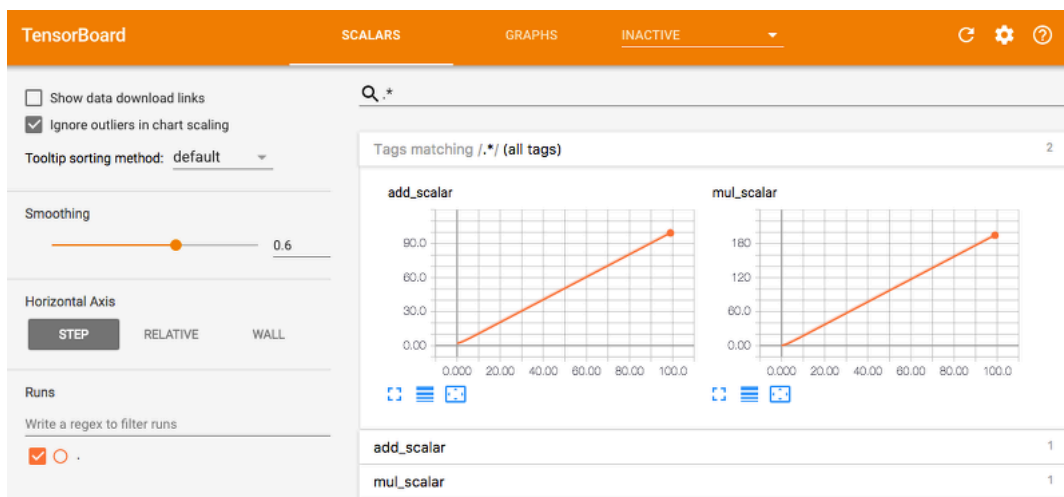 TensorBoard SCALARS GRAPHS INACTIVE
Show data download links
Ignore outliers in chart scaling
Tooltip sorting method: default
Smoothing
0.6
Horizontal Axis
STEP RELATIVE WALL
Runs
Write a regex to filter runs
.
.*
Tags matching /.*/ (all tags) 2
add_scalar
90.0
60.0
30.0
0.00
0.000 20.00 40.00 60.00 80.00 100.0
mul_scalar
180
120
60.0
0.00
0.000 20.00 40.00 60.00 80.00 100.0
add_scalar 1
mul_scalar 1